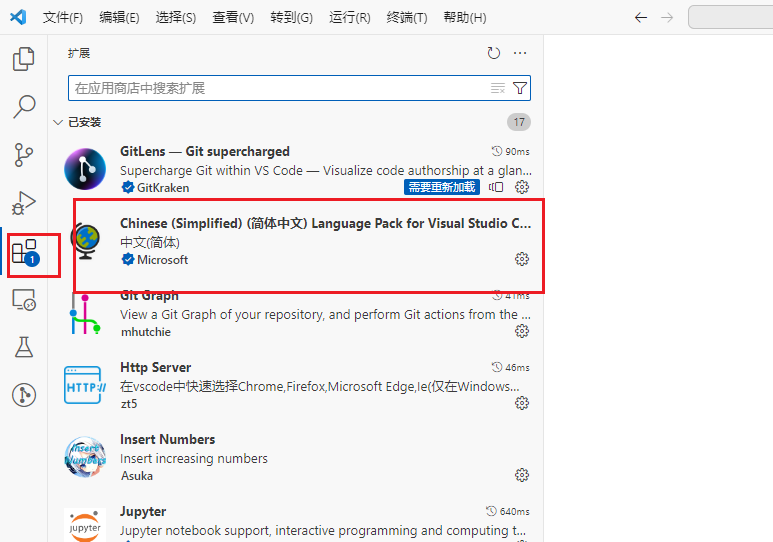 文件(F) 编辑(E) 选择(S) 查看(V) 转到(G) 运行(R) 终端(T) 帮助(H)
扩展
在应用商店中搜索扩展
已安装 17
GitLens — Git supercharged 90ms
Supercharge Git within VS Code — Visualize code authorship at a glan...
GitKraken 需要重新加载
Chinese (Simplified) (简体中文) Language Pack for Visual Studio C...
中文(简体)
1
Microsoft
Git Graph 41ms
View a Git Graph of your repository, and perform Git actions from the ...
mhutchie
Http Server 46ms
HTTP://
在vscode中快速选择Chrome,Firefox,Microsoft Edge,Ie(仅在Windows...
zt5
Insert Numbers
Insert Numbers
Insert increasing numbers
Asuka
Jupyter 640ms
jupyter
Jupyter notebook support, interactive programming and computing t...